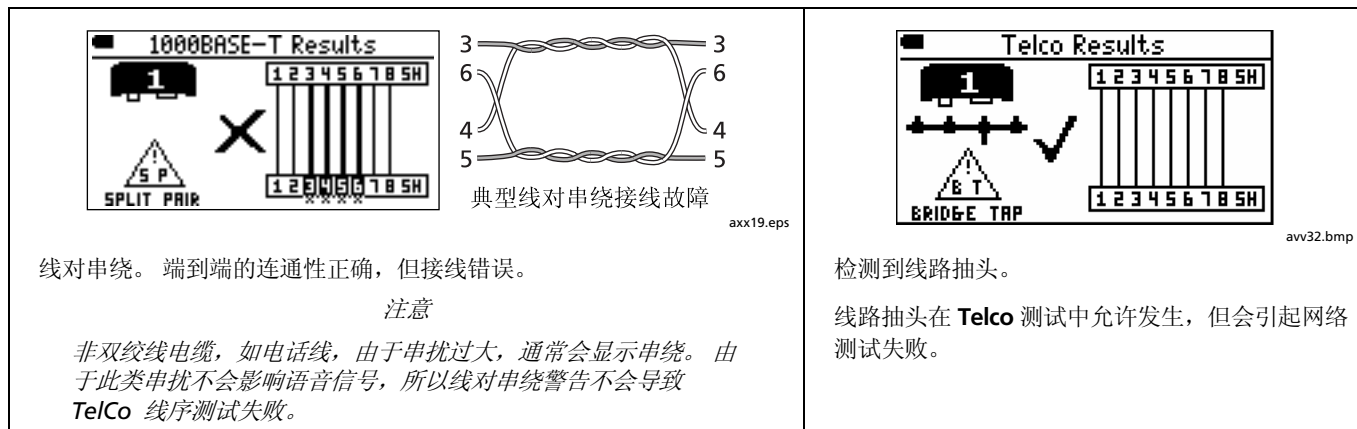 1000BASE-T Results
1
1 2 3 4 5 6 7 8 SH
S P
SPLIT PAIR
1 2 3 4 5 6 7 8 SH
3 3
6 6
4 4
5 5
典型线对串绕接线故障
axx19.eps
线对串绕。 端到端的连通性正确，但接线错误。
注意
非双绞线电缆，如电话线，由于串扰过大，通常会显示串绕。 由
于此类串扰不会影响语音信号，所以线对串绕警告不会导致
TelCo 线序测试失败。
Telco Results
1
1 2 3 4 5 6 7 8 SH
B T
BRIDGE TAP
1 2 3 4 5 6 7 8 SH
avv32.bmp
检测到线路抽头。
线路抽头在 Telco 测试中允许发生，但会引起网络
测试失败。